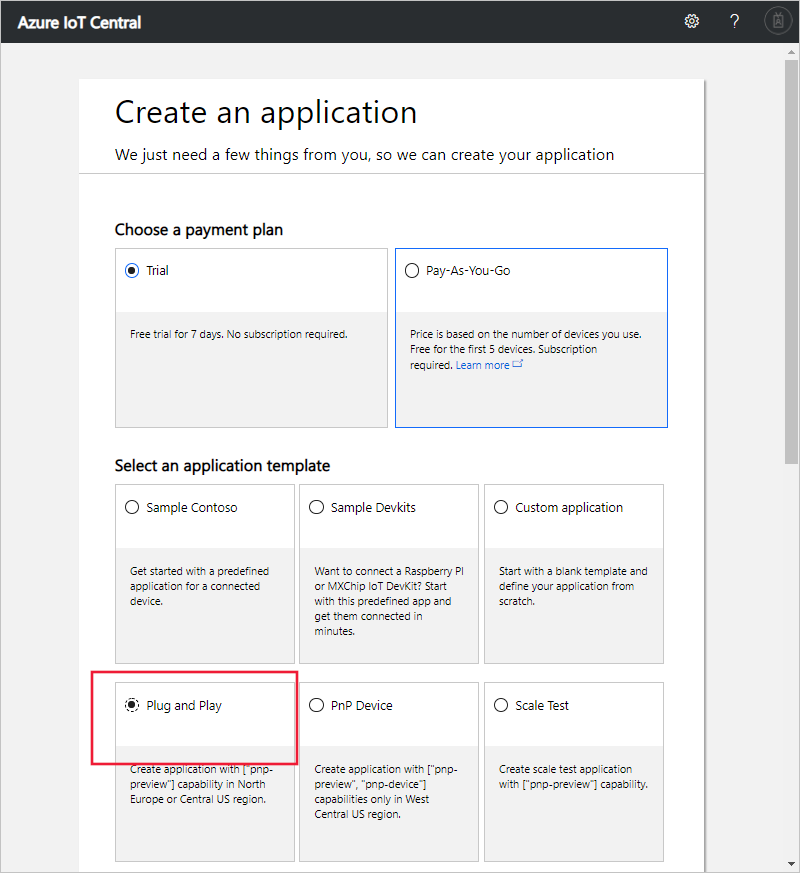 Azure IoT Central
?
Create an application
We just need a few things from you, so we can create your application
Choose a payment plan
Trial
Free trial for 7 days. No subscription required.
Pay-As-You-Go
Price is based on the number of devices you use.
Free for the first 5 devices. Subscription
required. Learn more
Select an application template
Sample Contoso
Get started with a predefined
application for a connected
device.
Sample Devkits
Want to connect a Raspberry PI
or MXChip IoT DevKit? Start
with this predefined app and
get them connected in
minutes.
Custom application
Start with a blank template and
define your application from
scratch.
Plug and Play
Create application with ["pnp-
preview"] capability in North
Europe or Central US region.
PnP Device
Create application with ["pnp-
preview", "pnp-device"]
capabilities only in West
Central US region.
Scale Test
Create scale test application
with ["pnp-preview"] capability.